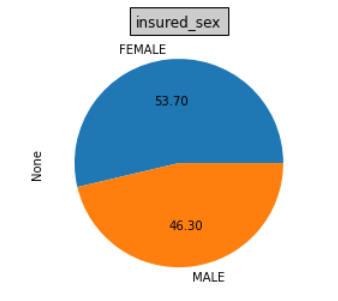 insured_sex
FEMALE
53.70
None
46.30
MALE